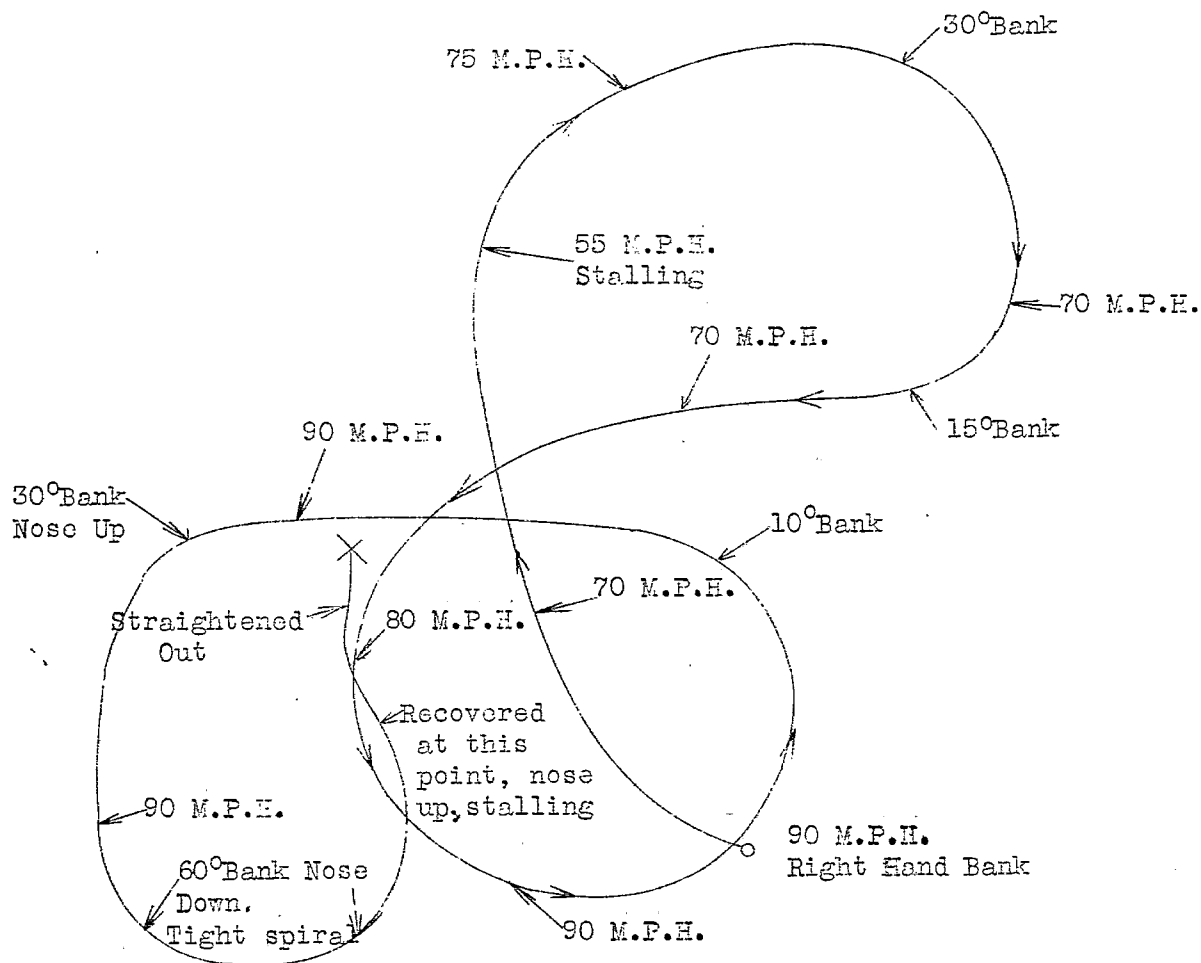 30°Bank
75 M.P.H.
55 M.P.H.
Stalling
70 M.P.H.
70 M.P.H.
15°Bank
90 M.P.H.
30°Bank
Nose Up
10°Bank
70 M.P.H.
Straightened
Out
80 M.P.H.
Recovered
at this
point, nose
up, stalling
90 M.P.H.
90 M.P.H.
Right Hand Bank
60°Bank Nose
Down.
Tight spiral
90 M.P.H.